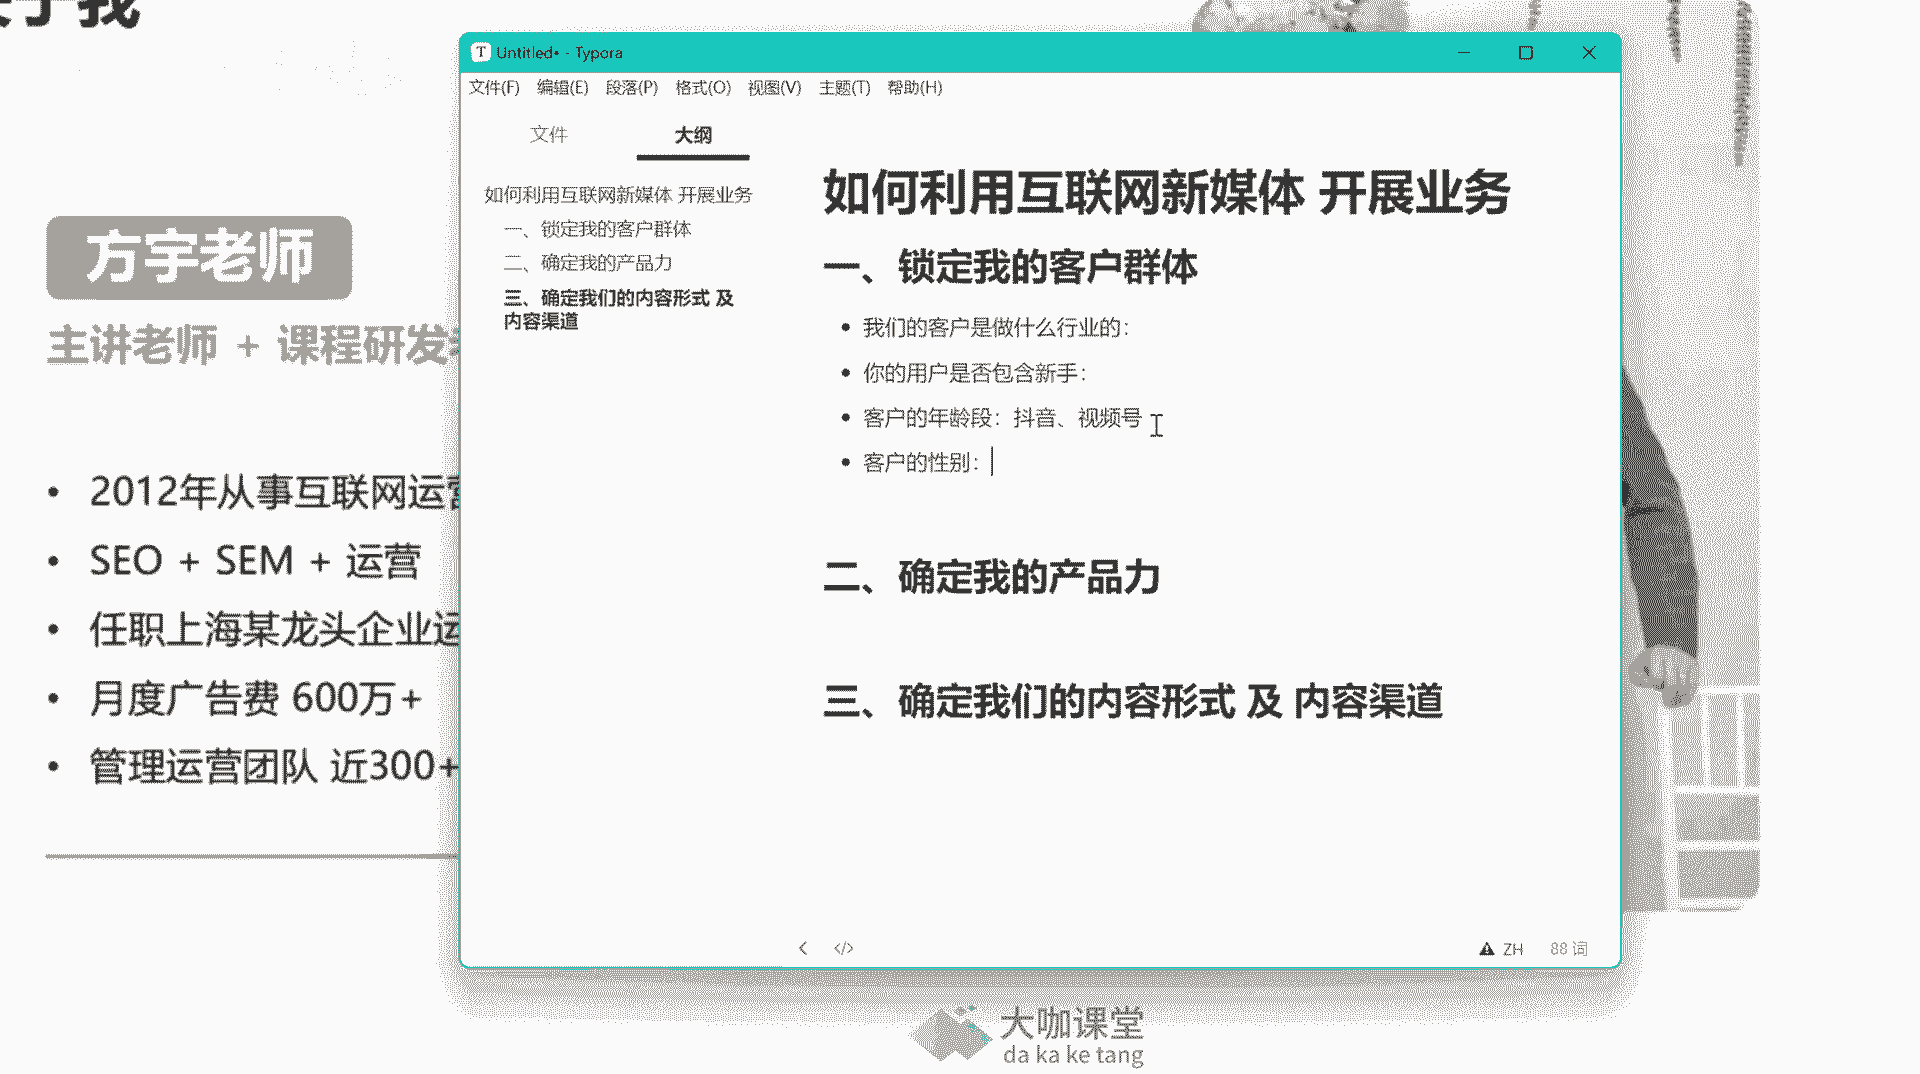 于我
方宇老师
主讲老师 + 课程研发
• 2012年从事互联网运营
• SEO + SEM + 运营
• 任职上海某龙头企业运
• 月度广告费 600万+
• 管理运营团队 近300+
Untitled• - Typora
文件(F) 编辑(E) 段落(P) 格式(O) 视图(V) 主题(T) 帮助(H)
文件 大纲
如何利用互联网新媒体 开展业务
一、锁定我的客户群体
二、确定我的产品力
三、确定我们的内容形式 及
内容渠道
如何利用互联网新媒体 开展业务
一、锁定我的客户群体
• 我们的客户是做什么行业的：
• 你的用户是否包含新手：
• 客户的年龄段：抖音、视频号
• 客户的性别：
二、确定我的产品力
三、确定我们的内容形式 及 内容渠道
ZH 88 词
大咖课堂
da ka ke tang